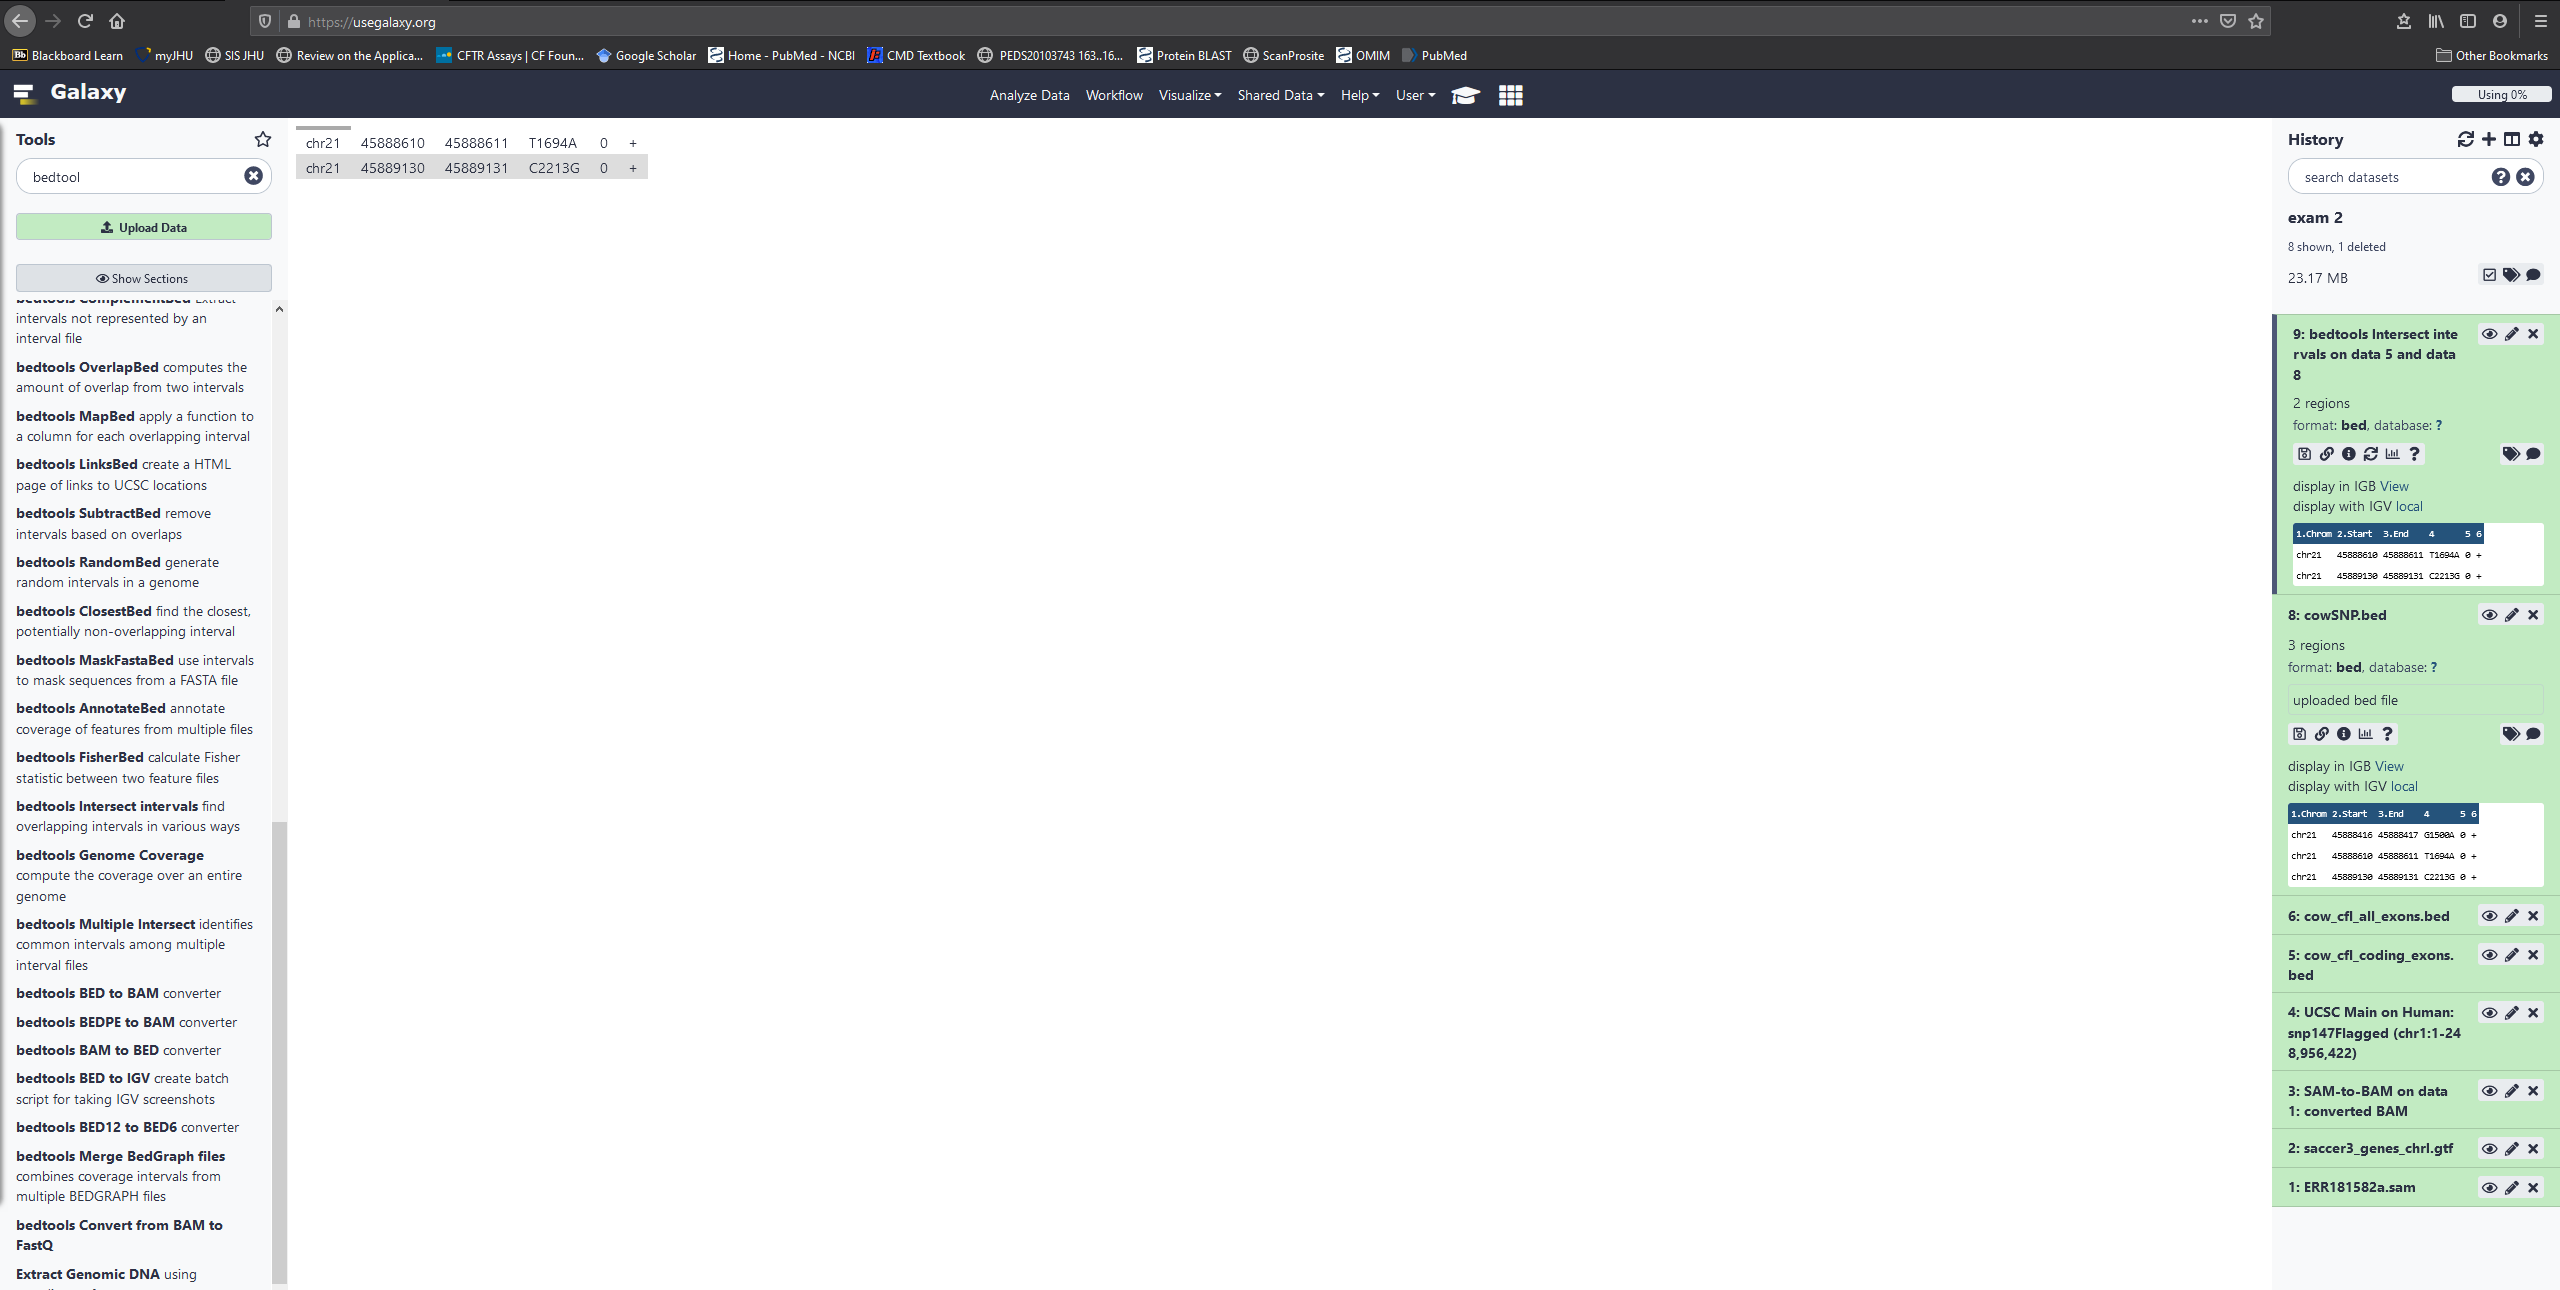 https://usegalaxy.org
Blackboard Learn myJHU SIS JHU Review on the Applica... CFTR Assays | CF Foun... Google Scholar Home - PubMed - NCBI CMD Textbook PEDS20103743 163..16... Protein BLAST ScanProsite OMIM PubMed Other Bookmarks
Galaxy Analyze Data Workflow Visualize Shared Data Help User Using 0%
Tools
bedtool
Upload Data
Show Sections
bedtools ComplementBed Extract
intervals not represented by an
interval file
bedtools OverlapBed computes the
amount of overlap from two intervals
bedtools MapBed apply a function to
a column for each overlapping interval
bedtools LinksBed create a HTML
page of links to UCSC locations
bedtools SubtractBed remove
intervals based on overlaps
bedtools RandomBed generate
random intervals in a genome
bedtools ClosestBed find the closest,
potentially non-overlapping interval
bedtools MaskFastaBed use intervals
to mask sequences from a FASTA file
bedtools AnnotateBed annotate
coverage of features from multiple files
bedtools FisherBed calculate Fisher
statistic between two feature files
bedtools Intersect intervals find
overlapping intervals in various ways
bedtools Genome Coverage
compute the coverage over an entire
genome
bedtools Multiple Intersect identifies
common intervals among multiple
interval files
bedtools BED to BAM converter
bedtools BEDPE to BAM converter
bedtools BAM to BED converter
bedtools BED to IGV create batch
script for taking IGV screenshots
bedtools BED12 to BED6 converter
bedtools Merge BedGraph files
combines coverage intervals from
multiple BEDGRAPH files
bedtools Convert from BAM to
FastQ
Extract Genomic DNA using
chr21 45888610 45888611 T1694A 0 +
chr21 45889130 45889131 C2213G 0 +
History
search datasets
exam 2
8 shown, 1 deleted
23.17 MB
9: bedtools Intersect inte
rvals on data 5 and data
8
2 regions
format: bed, database: ?
display in IGB View
display with IGV local
1.Chrom 2.Start 3.End 4 5 6
chr21 45888610 45888611 T1694A 0 +
chr21 45889130 45889131 C2213G 0 +
8: cowSNP.bed
3 regions
format: bed, database: ?
uploaded bed file
display in IGB View
display with IGV local
1.Chrom 2.Start 3.End 4 5 6
chr21 45888416 45888417 G1500A 0 +
chr21 45888610 45888611 T1694A 0 +
chr21 45889130 45889131 C2213G 0 +
6: cow_cfl_all_exons.bed
5: cow_cfl_coding_exons.
bed
4: UCSC Main on Human:
snp147Flagged (chr1:1-24
8,956,422)
3: SAM-to-BAM on data
1: converted BAM
2: saccer3_genes_chrI.gtf
1: ERR181582a.sam